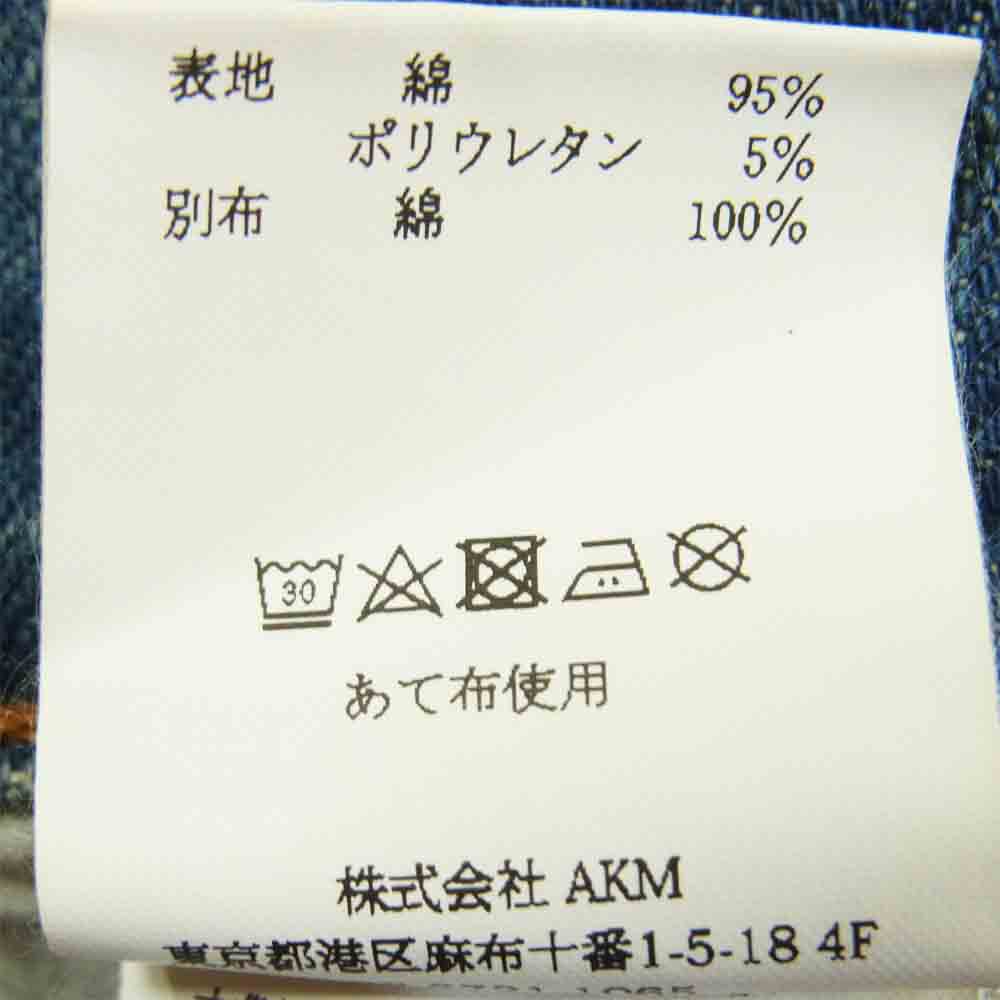 表地 綿 95%
ポリウレタン 5%
別布 綿 100%
30
あて布使用
株式会社 AKM
東京都港区麻布十番1-5-18 4F